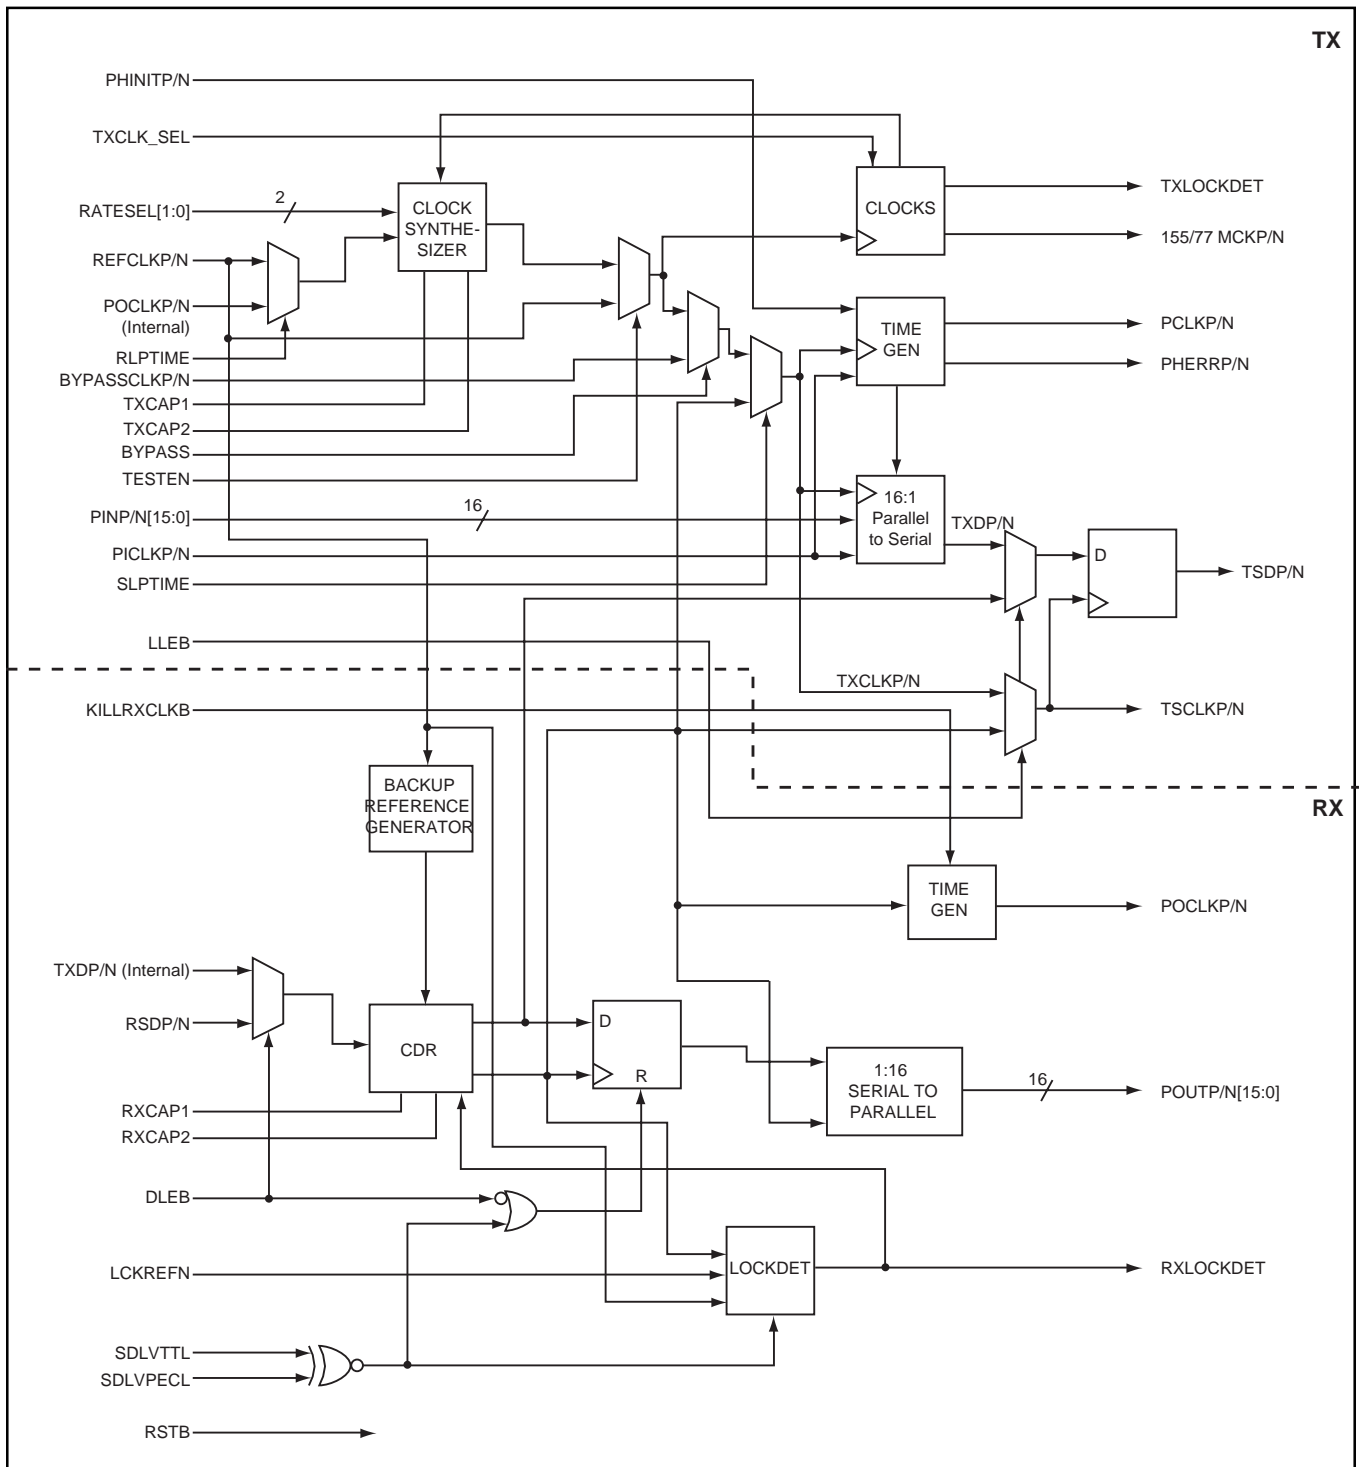 TX
PHINITP/N
TXCLK_SEL
RATESEL[1:0]
2
CLOCK
SYNTHE-
SIZER
CLOCKS
TXLOCKDET
155/77 MCKP/N
REFCLKP/N
POCLKP/N
(Internal)
RLPTIME
BYPASSCLKP/N
TXCAP1
TXCAP2
BYPASS
TESTEN
TIME
GEN
PCLKP/N
PHERRP/N
PINP/N[15:0]
16
PICLKP/N
SLPTIME
16:1
Parallel
to Serial
TXDP/N
D
TSDP/N
LLEB
TXCLKP/N
TSCLKP/N
KILLRXCLKB
RX
BACKUP
REFERENCE
GENERATOR
TIME
GEN
POCLKP/N
TXDP/N (Internal)
RSDP/N
CDR
D
R
1:16
SERIAL TO
PARALLEL
16
POUTP/N[15:0]
RXCAP1
RXCAP2
DLEB
LCKREFN
LOCKDET
RXLOCKDET
SDLVTTL
SDLVPECL
RSTB